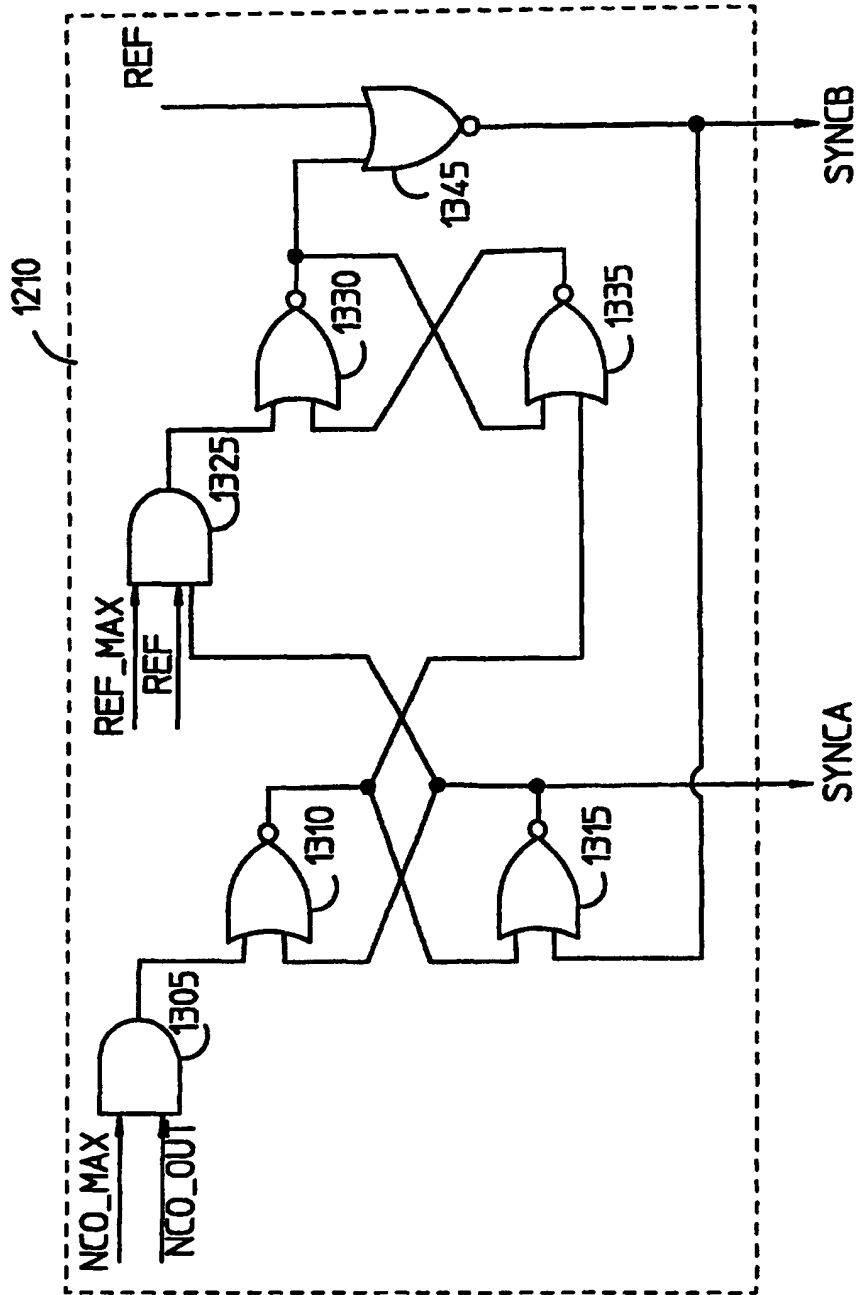 1210
REF
1345
1330
1335
1325
REF_MAX
REF
1310
1315
1305
NCO_MAX
NCO_OUT
SYNCA
SYNCB